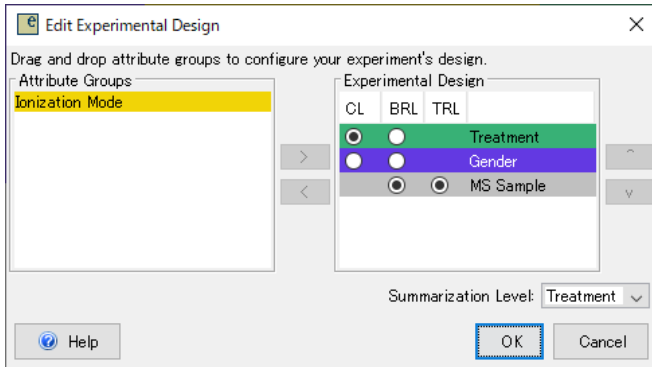 Edit Experimental Design
Drag and drop attribute groups to configure your experiment's design.
Attribute Groups
Ionization Mode
Experimental Design
CL BRL TRL
Treatment
Gender
MS Sample
>
<
^
v
Summarization Level: Treatment
Help
OK
Cancel